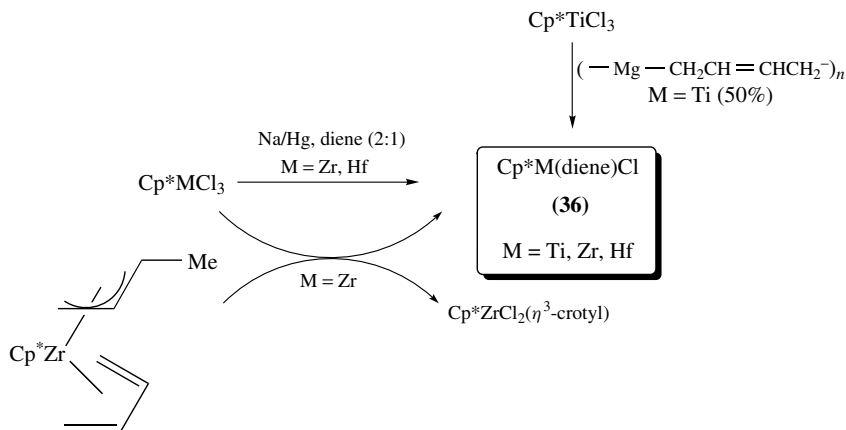 Cp*TiCl₃
( — Mg — CH₂CH=CHCH₂⁻)ₙ
M = Ti (50%)
Na/Hg, diene (2:1)
M = Zr, Hf
Cp*MCl₃
Cp*M(diene)Cl
(36)
M = Ti, Zr, Hf
Me
M = Zr
Cp*ZrCl₂(η³-crotyl)
Cp*Zr